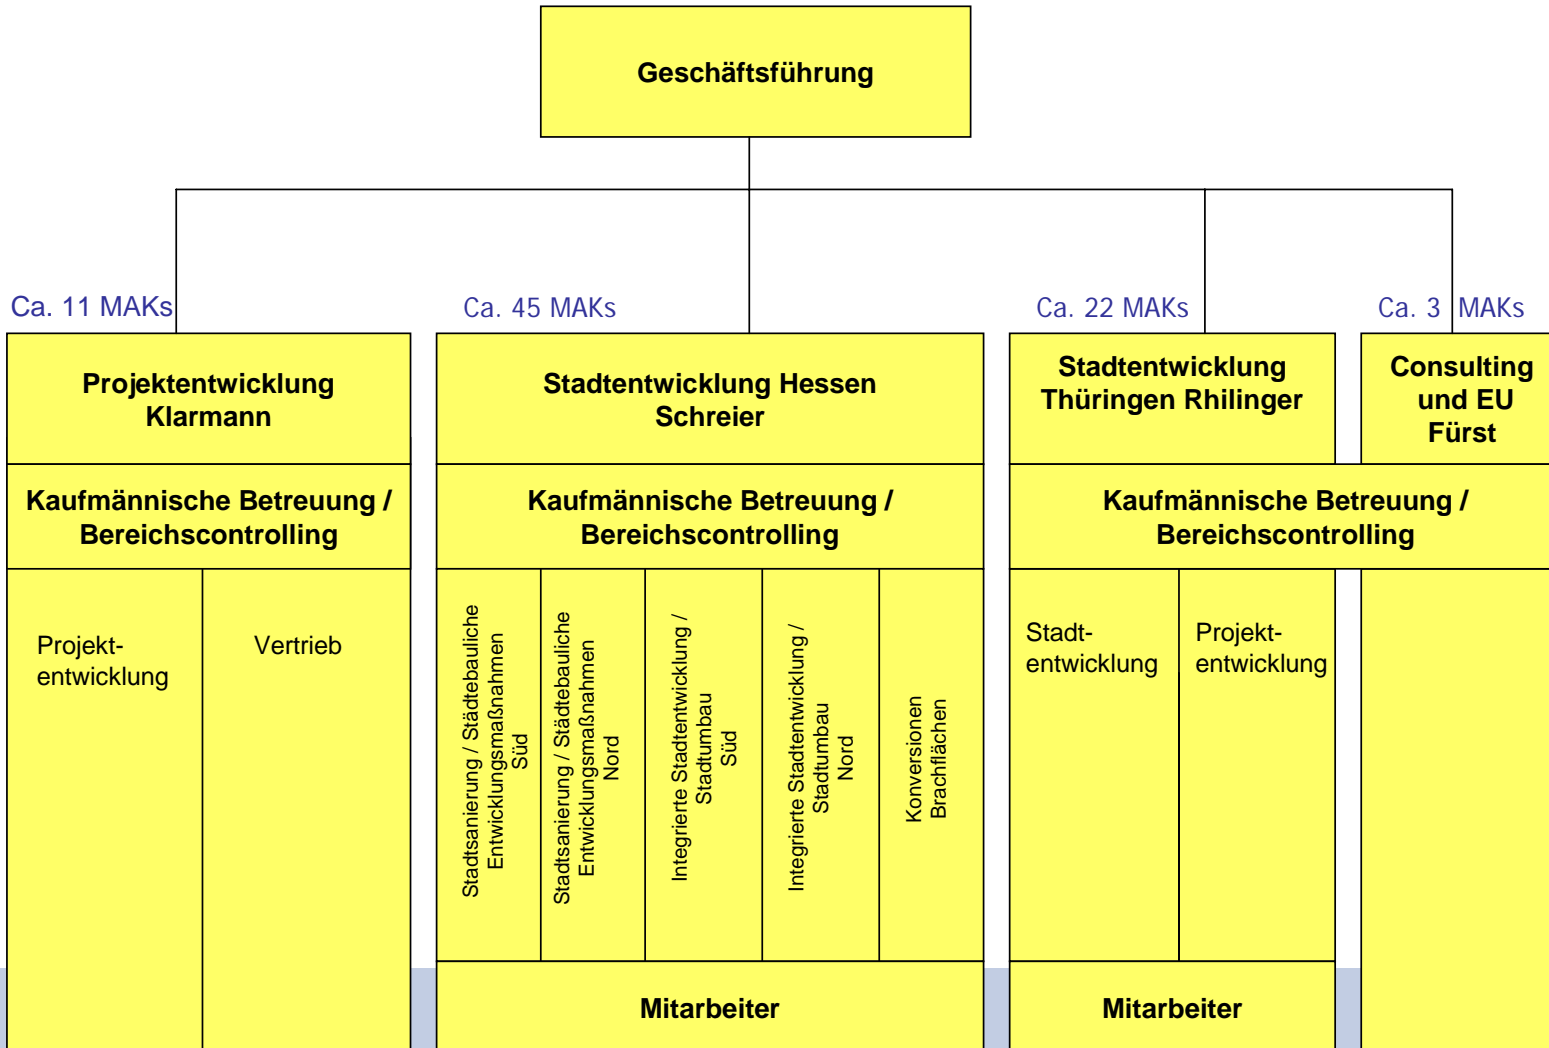 Geschäftsführung
Ca. 11 MAKs
Ca. 45 MAKs
Ca. 22 MAKs
Ca. 3 MAKs
Projektentwicklung
Klarmann
Stadtentwicklung Hessen
Schreier
Stadtentwicklung
Thüringen Rhilinger
Consulting
und EU
Fürst
Kaufmännische Betreuung /
Bereichscontrolling
Kaufmännische Betreuung /
Bereichscontrolling
Kaufmännische Betreuung /
Bereichscontrolling
Projekt-
entwicklung
Vertrieb
Stadtsanierung / Städtebauliche
Entwicklungsmaßnahmen
Süd
Stadtsanierung / Städtebauliche
Entwicklungsmaßnahmen
Nord
Integrierte Stadtentwicklung /
Stadtumbau
Süd
Integrierte Stadtentwicklung /
Stadtumbau
Nord
Konversionen
Brachflächen
Stadt-
entwicklung
Projekt-
entwicklung
Mitarbeiter
Mitarbeiter